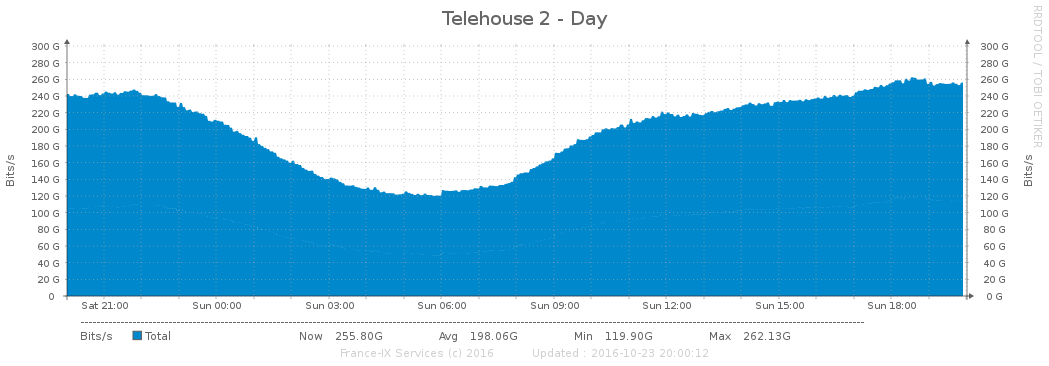 Telehouse 2 - Day
RRDTOOL / TOBI OETIKER
Bits/s
300 G 300 G
280 G 280 G
260 G 260 G
240 G 240 G
220 G 220 G
200 G 200 G
180 G 180 G
160 G 160 G
140 G 140 G
120 G 120 G
100 G 100 G
80 G 80 G
60 G 60 G
40 G 40 G
20 G 20 G
0 0 G
Bits/s
Sat 21:00 Sun 00:00 Sun 03:00 Sun 06:00 Sun 09:00 Sun 12:00 Sun 15:00 Sun 18:00
Bits/s Total Now 255.80G Avg 198.06G Min 119.90G Max 262.13G
France-IX Services (c) 2016 Updated : 2016-10-23 20:00:12